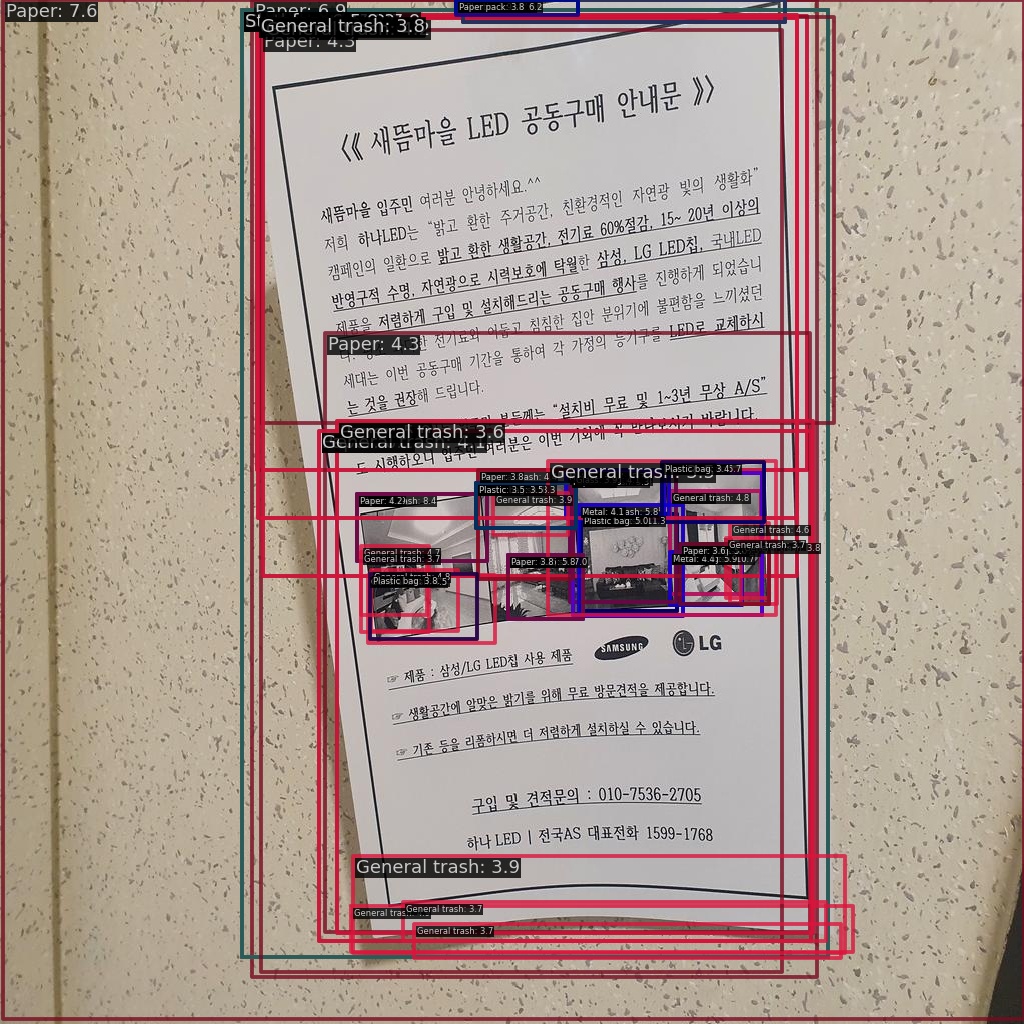 Paper: 7.6
Paper: 6.9
Paper pack: 3.8 6.2
General trash: 3.8
Paper: 4.3
《 새뜸마을 LED 공동구매 안내문 》
새뜸마을 입주민 여러분 안녕하세요.^^
저희 하나LED는 “밝고 환한 주거공간, 친환경적인 자연광 빛의 생활화”
캠페인의 일환으로 밝고 환한 생활공간, 전기료 60%절감, 15~ 20년 이상의
반영구적 수명, 자연광으로 시력보호에 탁월한 삼성, LG LED칩, 국내LED
제품을 저렴하게 구입 및 설치해드리는 공동구매 행사를 진행하게 되었습니
전기료와 어둡고 침침한 집안 분위기에 불편함을 느끼셨던
Paper: 4.3
세대는 이번 공동구매 기간을 통하여 각 가정의 등기구를 LED로 교체하시
는 것을 권장해 드립니다.
“설치비 무료 및 1~3년 무상 A/S”
General trash: 3.6
General trash: 4.1
도 시행하오니 입주민 여러분은 이번 기회에 꼭 바랍니다.
General trash:
Plastic bag: 3.4
Paper: 3.8
Plastic: 3.5
General trash: 3.9
General trash: 4.8
Paper: 4.2
Metal: 4.1
Plastic bag: 5.0
General trash: 4.6
General trash: 3.7
General trash: 4.7
General trash: 3.7
Paper: 3.8
Paper: 3.6
Metal: 4.4
Plastic bag: 3.8
SAMSUNG LG
☞ 제품 : 삼성/LG LED칩 사용 제품
☞ 생활공간에 알맞은 밝기를 위해 무료 방문견적을 제공합니다.
☞ 기존 등을 리폼하시면 더 저렴하게 설치하실 수 있습니다.
구입 및 견적문의 : 010-7536-2705
하나 LED | 전국AS 대표전화 1599-1768
General trash: 3.9
General trash: 3.7
General trash: 3.7